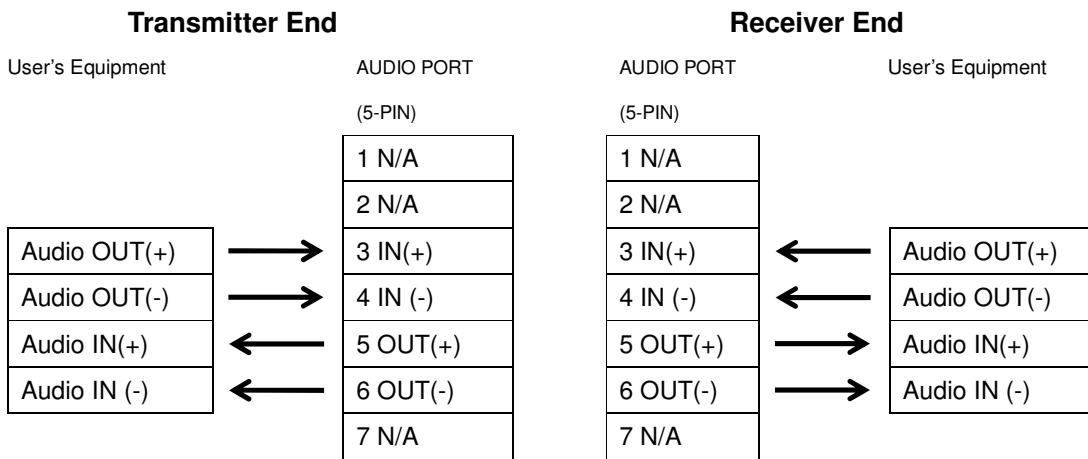 Transmitter End
Receiver End
User's Equipment
AUDIO PORT
AUDIO PORT
User's Equipment
(5-PIN)
(5-PIN)
1 N/A
1 N/A
2 N/A
2 N/A
Audio OUT(+)
3 IN(+)
3 IN(+)
Audio OUT(+)
Audio OUT(-)
4 IN (-)
4 IN (-)
Audio OUT(-)
Audio IN(+)
5 OUT(+)
5 OUT(+)
Audio IN(+)
Audio IN (-)
6 OUT(-)
6 OUT(-)
Audio IN (-)
7 N/A
7 N/A